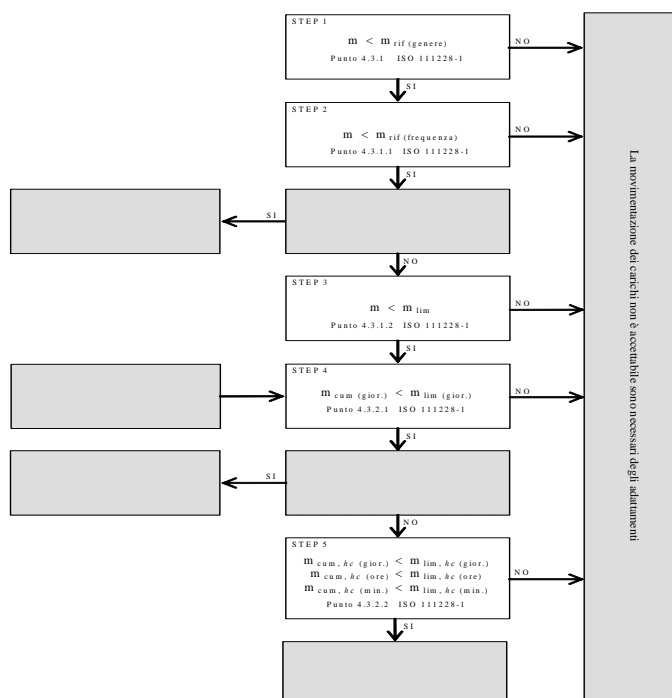 STEP 1
m < m rif (genere)
Punto 4.3.1 ISO 111228-1
NO
SI
STEP 2
m < m rif (frequenza)
Punto 4.3.1.1 ISO 111228-1
NO
SI
SI
NO
STEP 3
m < m lim
Punto 4.3.1.2 ISO 111228-1
NO
SI
STEP 4
m cum (gior.) < m lim (gior.)
Punto 4.3.2.1 ISO 111228-1
NO
SI
SI
NO
STEP 5
m cum, hc (gior.) < m lim, hc (gior.)
m cum, hc (ore) < m lim, hc (ore)
m cum, hc (min.) < m lim, hc (min.)
Punto 4.3.2.2 ISO 111228-1
NO
SI
La movimentazione dei carichi non è accettabile sono necessari degli adattamenti